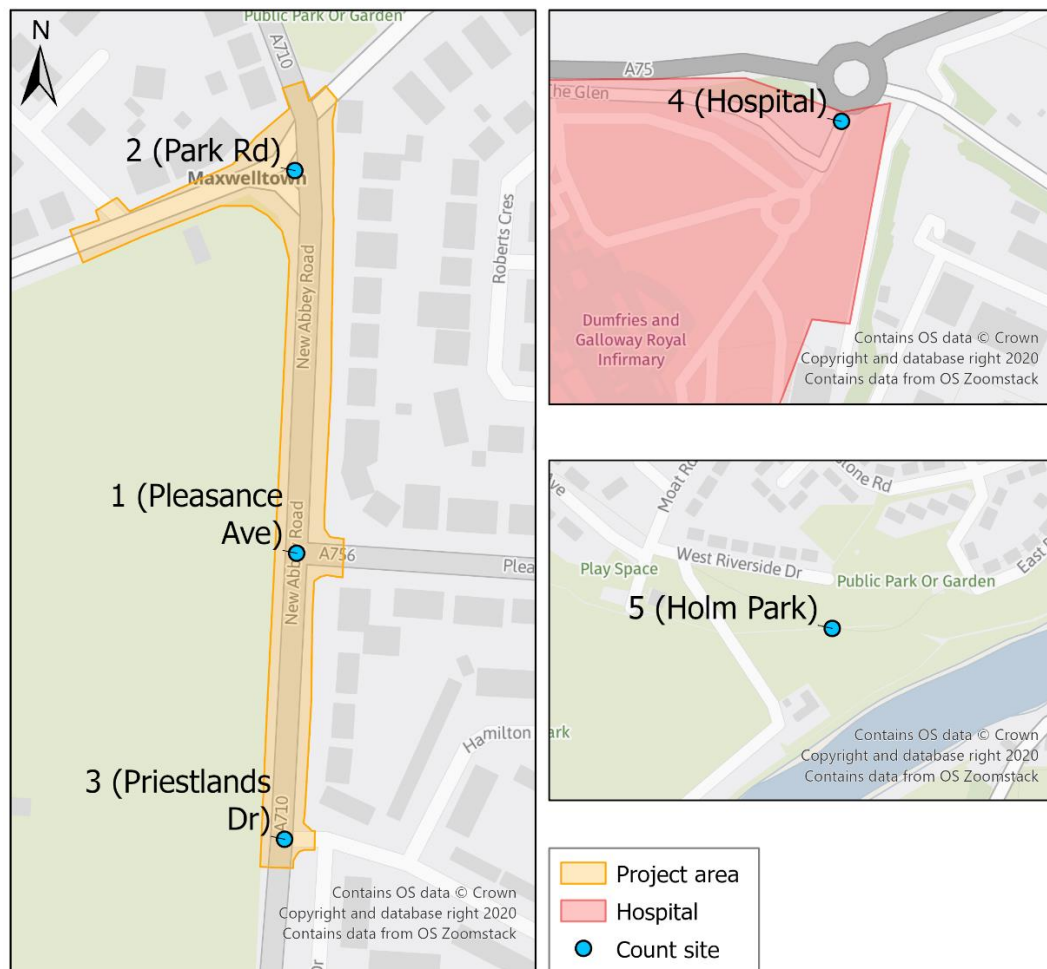 N
Public Park or Garden
A710
2 (Park Rd)
Maxwelltown
New Abbey Road
Roberts Cres
1 (Pleasance
Ave)
New Abbey Road
A756
Plea
Hamilton
3 (Priestlands
Dr)
A710
Contains OS data © Crown
Copyright and database right 2020
Contains data from OS Zoomstack
A75
The Glen
4 (Hospital)
Dumfries and
Galloway Royal
Infirmary
Contains OS data © Crown
Copyright and database right 2020
Contains data from OS Zoomstack
Ave
Moat Rd
stone Rd
West Riverside Dr
East
Play Space
Public Park Or Garden
5 (Holm Park)
ark
Contains OS data © Crown
Copyright and database right 2020
Contains data from OS Zoomstack
Project area
Hospital
Count site